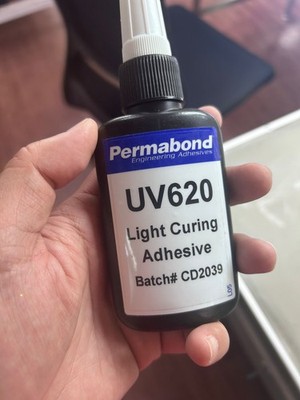 Permabond
Engineering Adhesives
UV620
Light Curing
Adhesive
Batch# CD2039